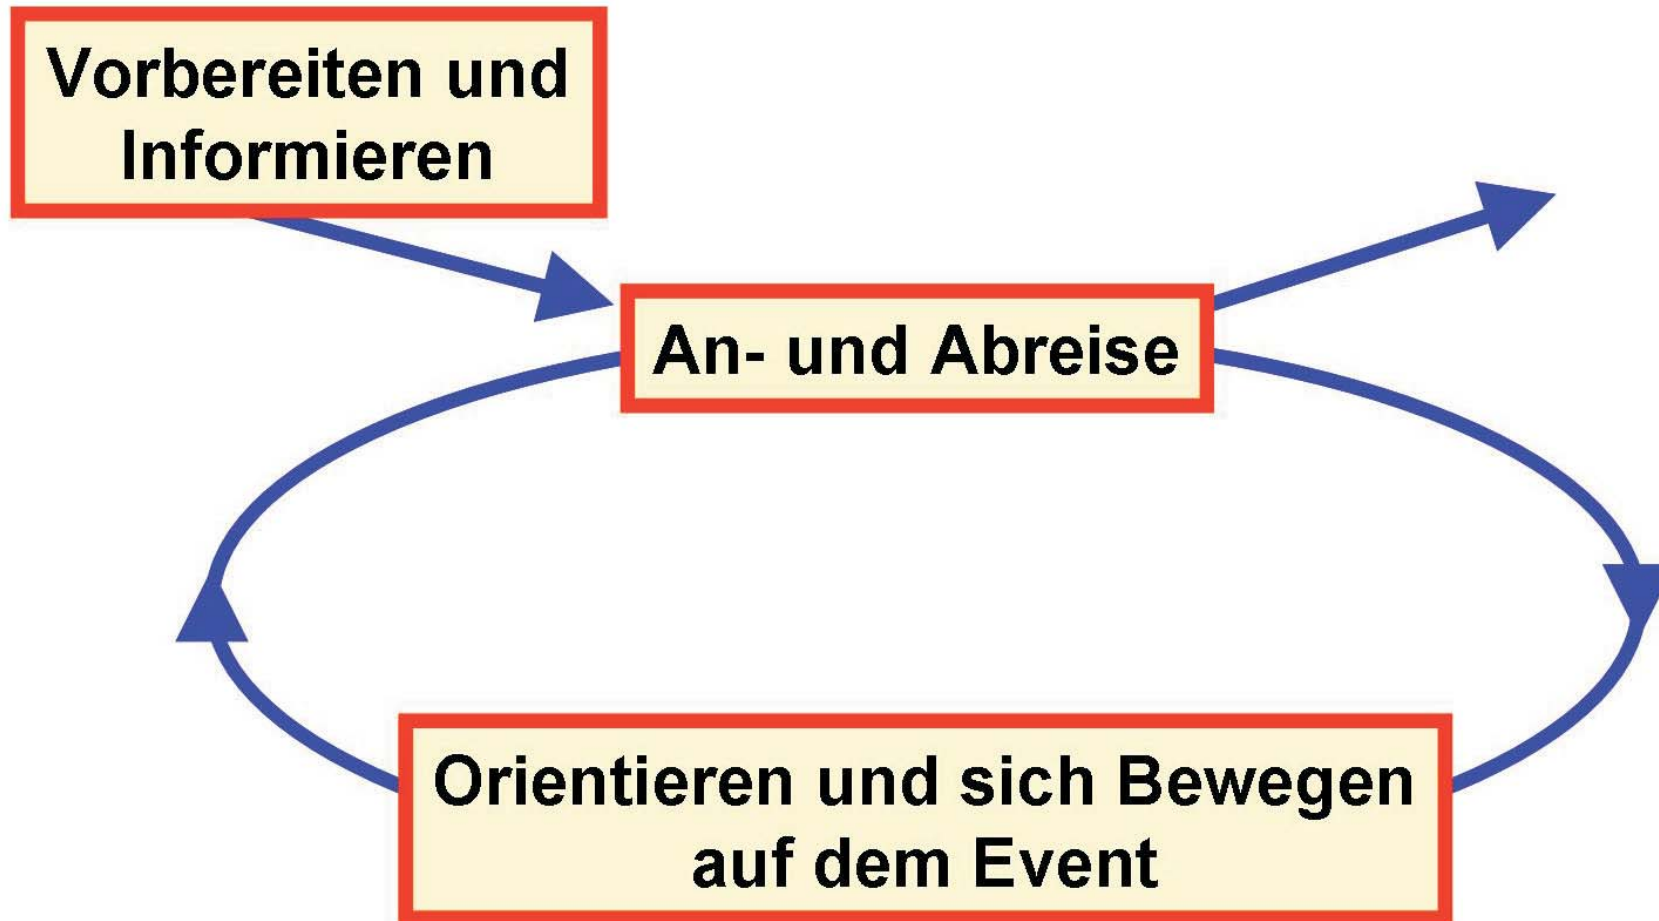 Vorbereiten und
Informieren
An- und Abreise
Orientieren und sich Bewegen
auf dem Event